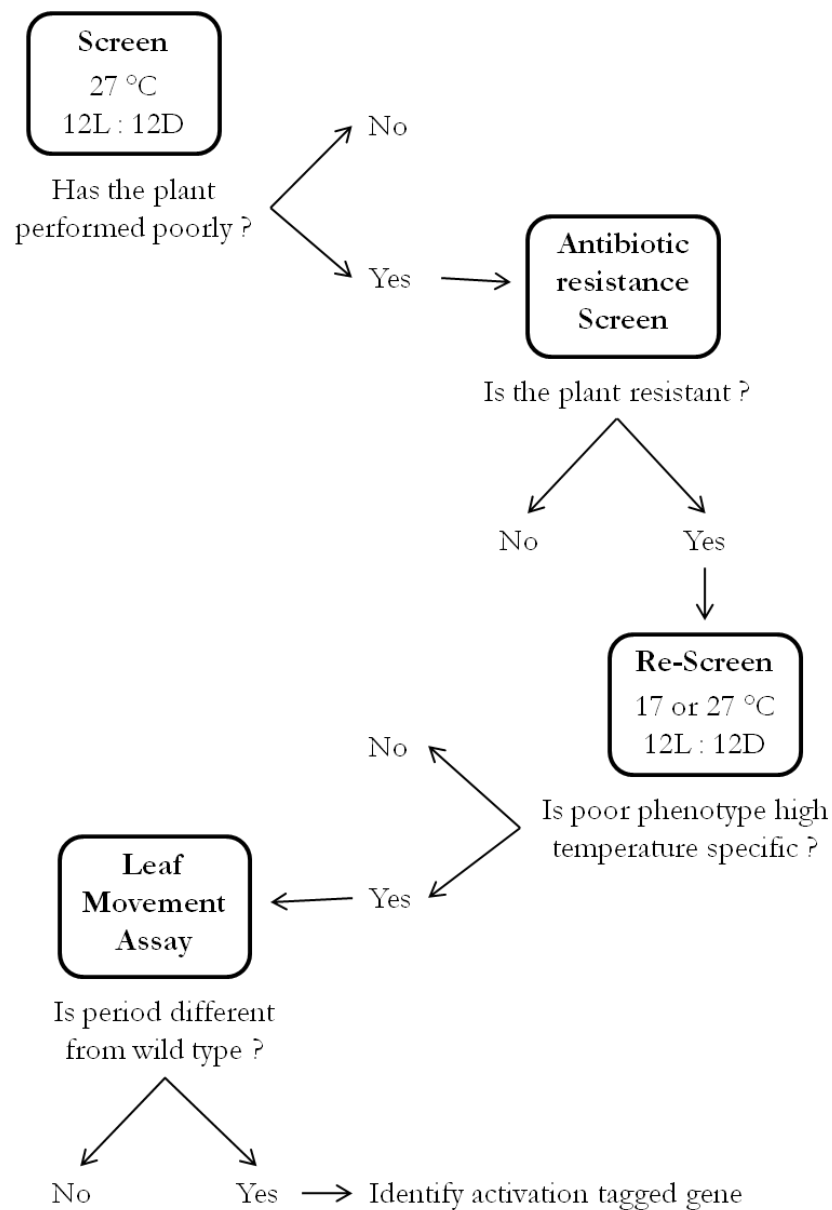 Screen
27 °C
12L : 12D
No
Has the plant
performed poorly ?
Yes
Antibiotic
resistance
Screen
Is the plant resistant ?
No
Yes
Re-Screen
17 or 27 °C
12L : 12D
No
Is poor phenotype high
temperature specific ?
Yes
Leaf
Movement
Assay
Is period different
from wild type ?
No
Yes
Identify activation tagged gene